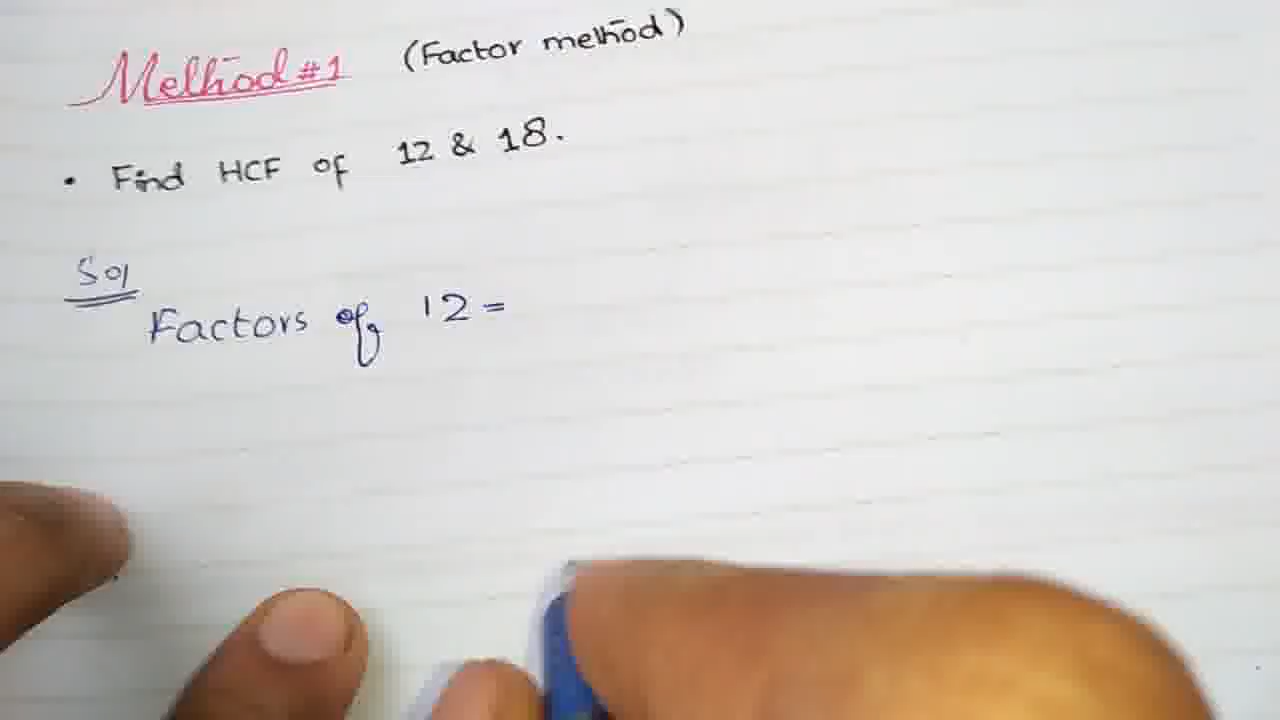 Method #1 (Factor method)
• Find HCF of 12 & 18.
Sol
Factors of 12 =